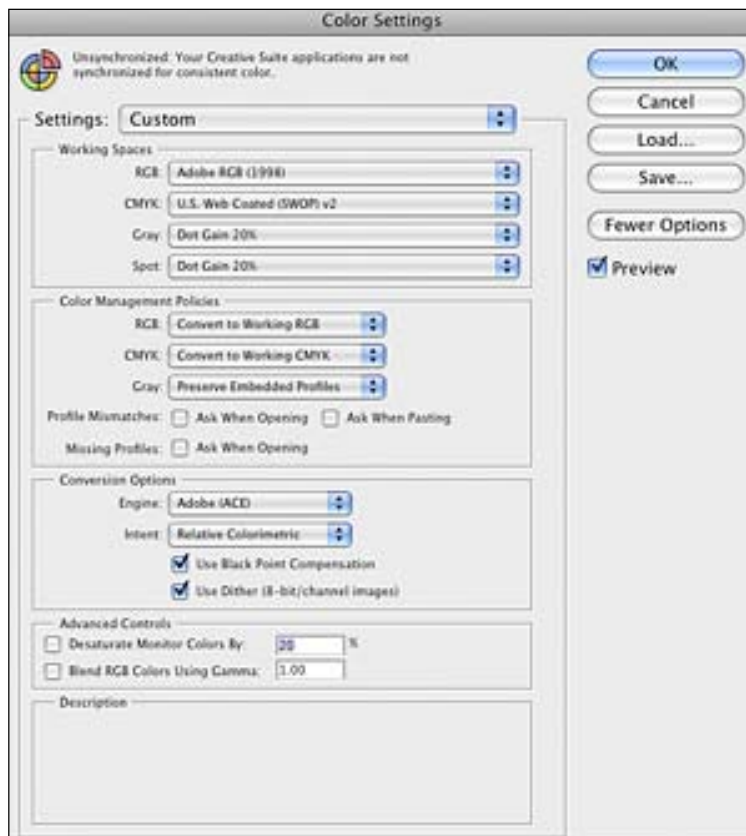 Color Settings
Unsynchronized: Your Creative Suite applications are not
synchronized for consistent color.
OK
Cancel
Load...
Save...
Fewer Options
Preview
Settings: Custom
Working Spaces
RGB: Adobe RGB (1998)
CMYK: U.S. Web Coated (SWOP) v2
Gray: Dot Gain 20%
Spot: Dot Gain 20%
Color Management Policies
RGB: Convert to Working RGB
CMYK: Convert to Working CMYK
Gray: Preserve Embedded Profiles
Profile Mismatches: Ask When Opening Ask When Pasting
Missing Profiles: Ask When Opening
Conversion Options
Engine: Adobe (ACE)
Intent: Relative Colorimetric
Use Black Point Compensation
Use Dither (8-bit/channel images)
Advanced Controls
Desaturate Monitor Colors By: 20 %
Blend RGB Colors Using Gamma: 1.00
Description